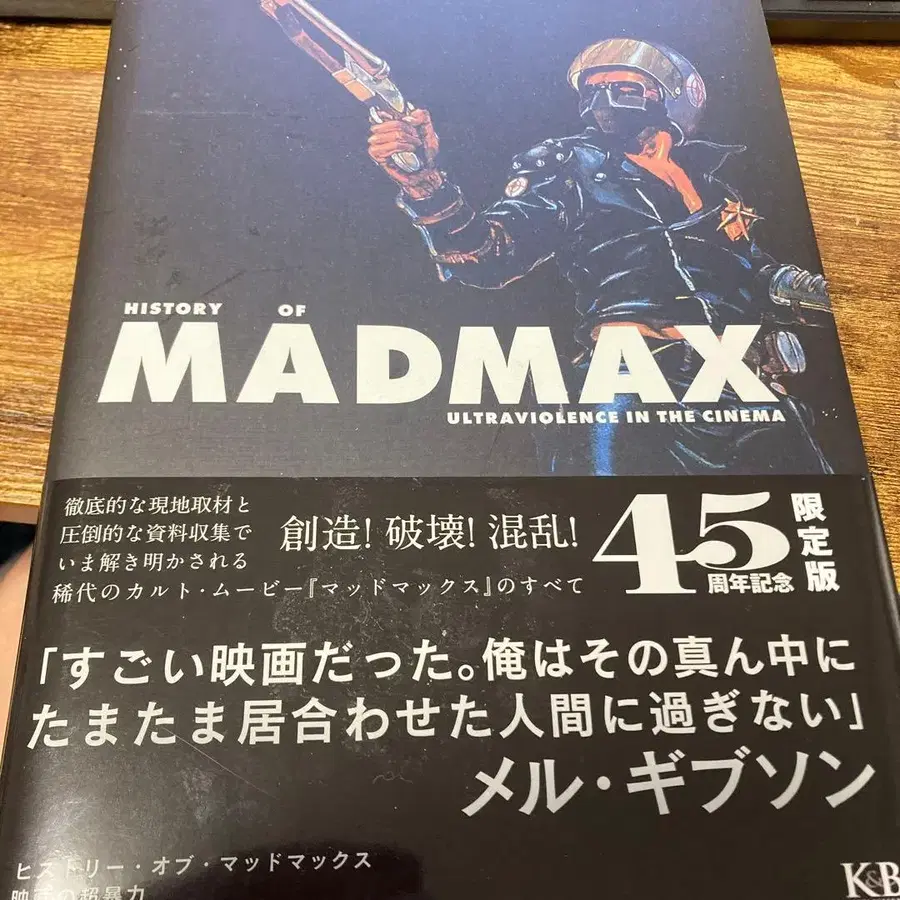 HISTORY OF
MADMAX
ULTRAVIOLENCE IN THE CINEMA
徹底的な現地取材と
圧倒的な資料収集で
いま解き明かされる
稀代のカルト・ムービー『マッドマックス』のすべて
創造! 破壊! 混乱!
45
周年記念
限定版
「すごい映画だった。俺はその真ん中に
たまたま居合わせた人間に過ぎない」
メル・ギブソン
ヒストリー・オブ・マッドマックス
映画の超暴力
K&B